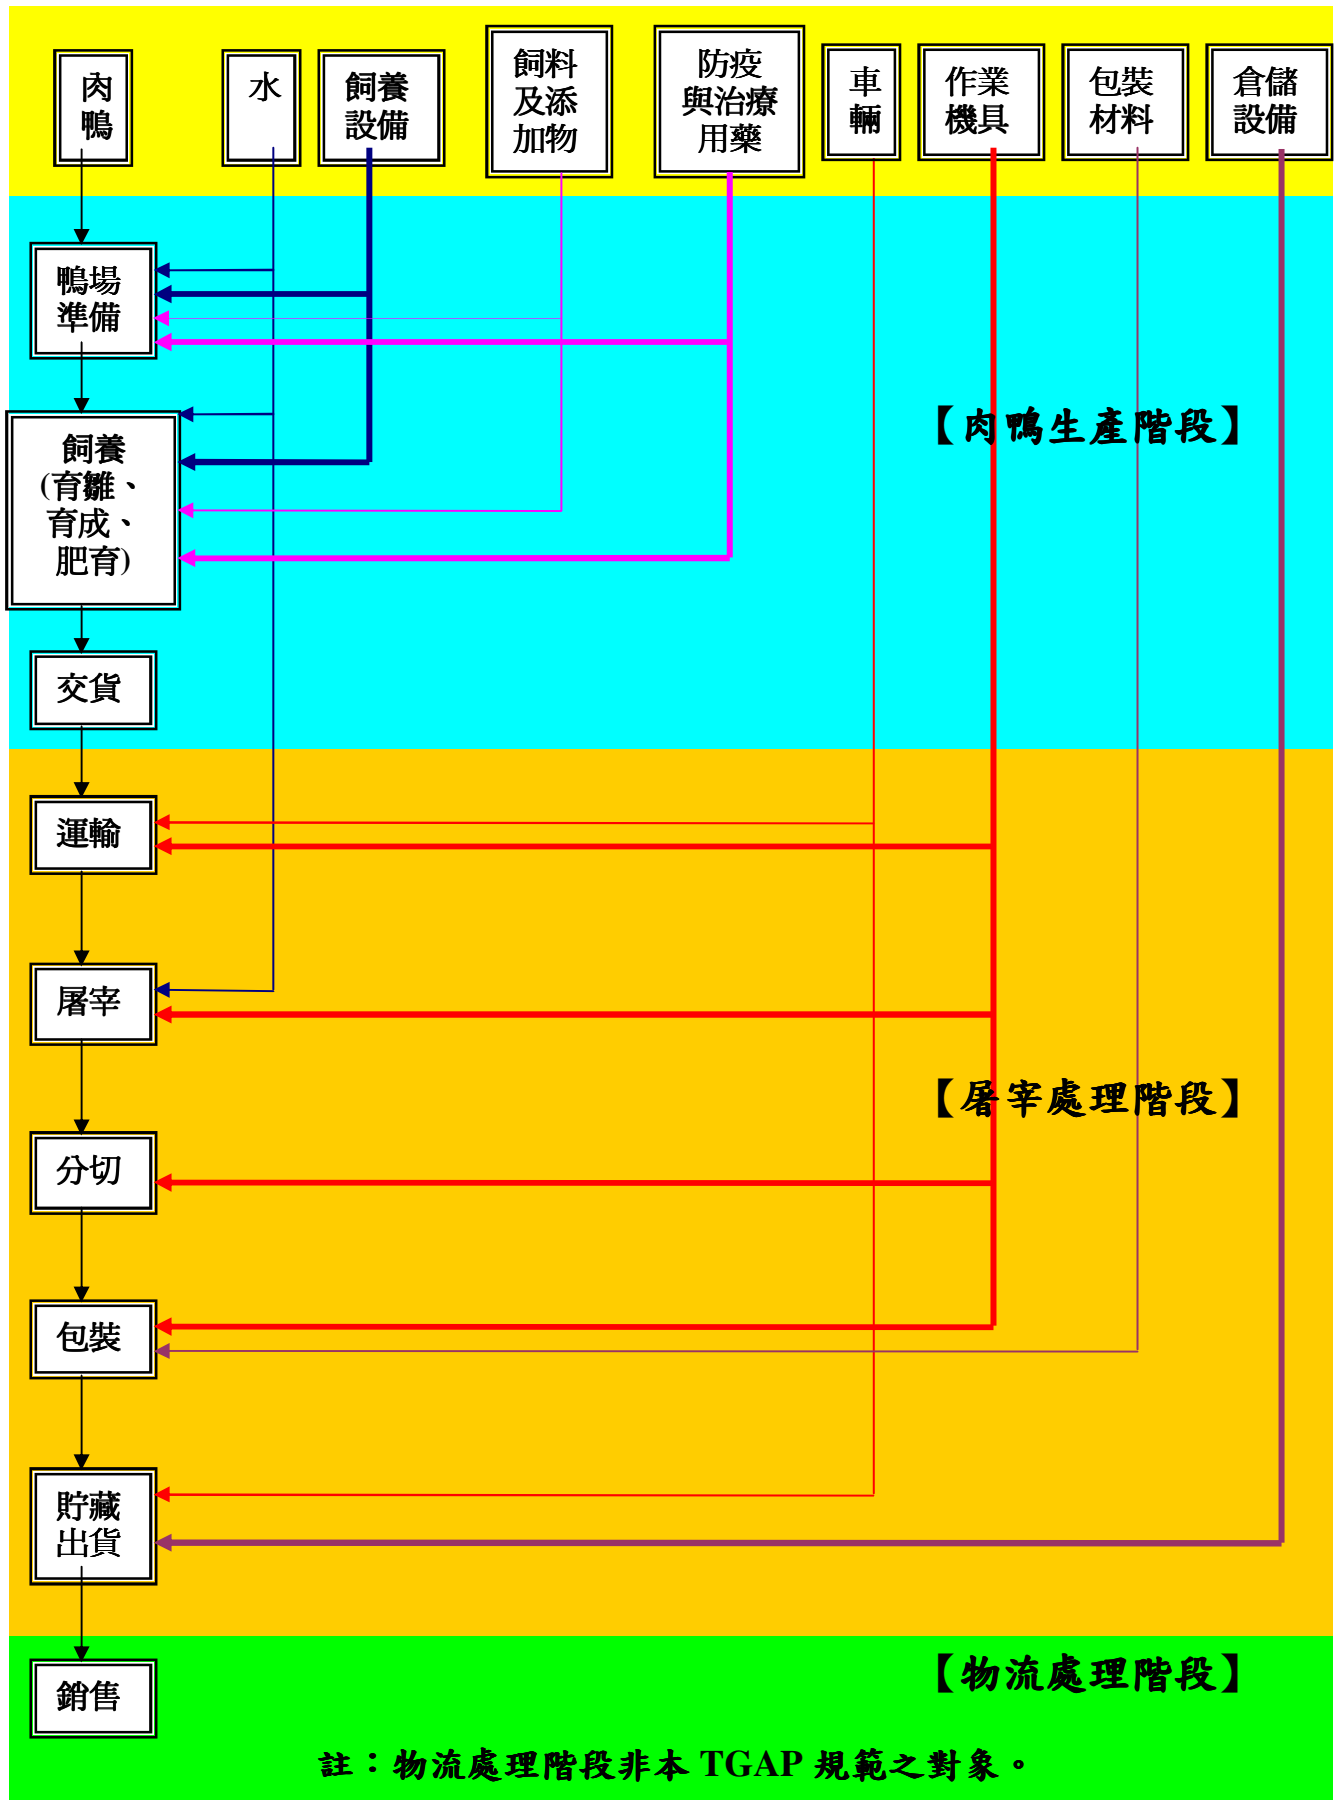 肉
鴨
水
飼養
設備
飼料
及添
加物
防疫
與治療
用藥
車
輛
作業
機具
包裝
材料
倉儲
設備
鴨場
準備
【肉鴨生產階段】
飼養
(育雛、
育成、
肥育)
交貨
運輸
屠宰
【屠宰處理階段】
分切
包裝
貯藏
出貨
【物流處理階段】
銷售
註：物流處理階段非本 TGAP 規範之對象。